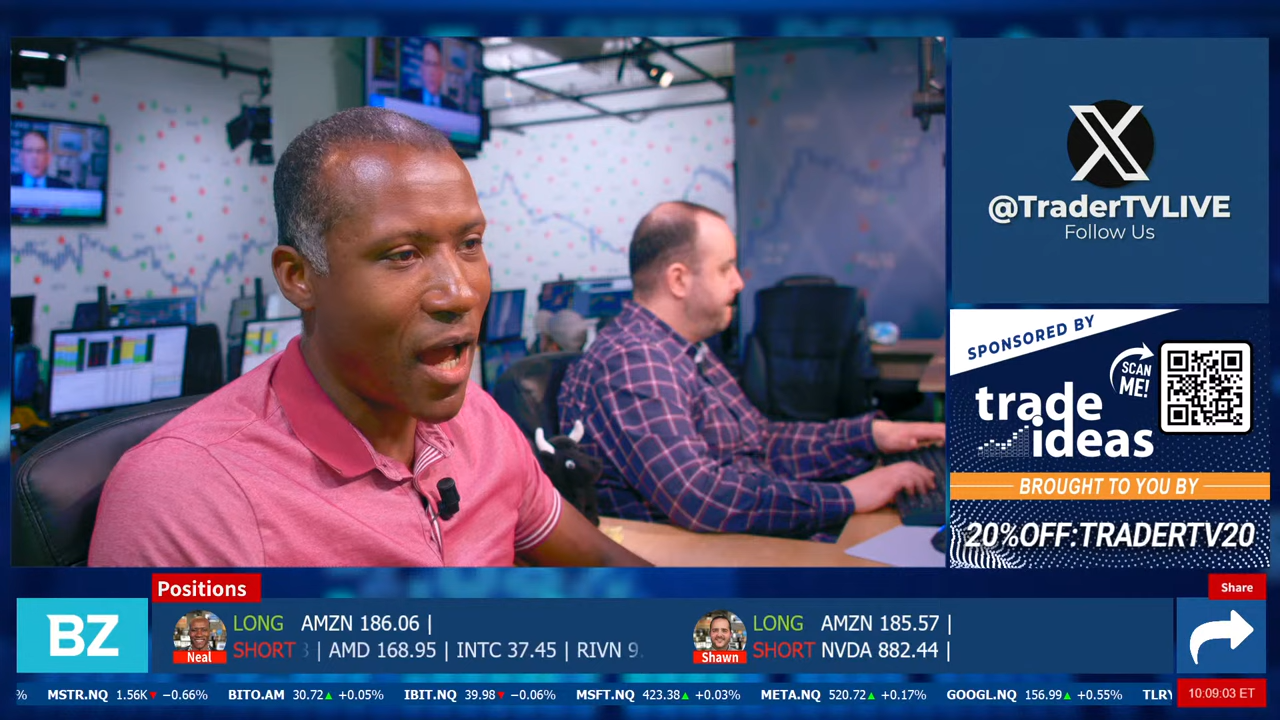 @TraderTVLIVE
Follow Us
SPONSORED BY
SCAN
ME!
trade
ideas
BROUGHT TO YOU BY
20%OFF:TRADERTV20
Positions
Share
BZ
Neal
LONG AMZN 186.06 |
SHORT | AMD 168.95 | INTC 37.45 | RIVN 9.
Shawn
LONG AMZN 185.57 |
SHORT NVDA 882.44 |
% MSTR.NQ 1.56K▼ −0.66% BITO.AM 30.72▲ +0.05% IBIT.NQ 39.98▼ −0.06% MSFT.NQ 423.38▲ +0.03% META.NQ 520.72▲ +0.17% GOOGL.NQ 156.99▲ +0.55% TLRY
10:09:03 ET